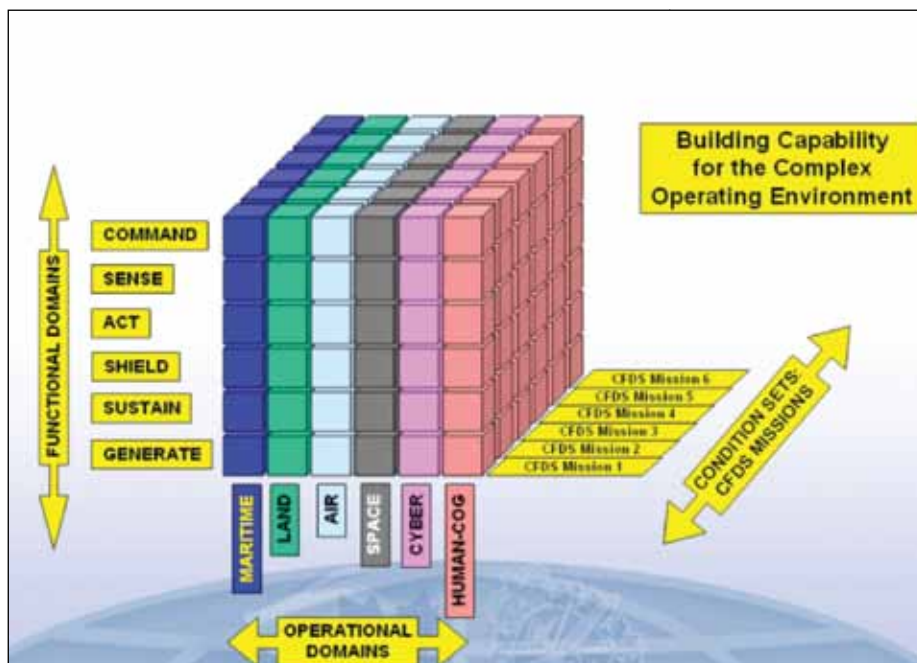 Building Capability
for the Complex
Operating Environment
FUNCTIONAL DOMAINS
COMMAND
SENSE
ACT
SHIELD
SUSTAIN
GENERATE
CFDS Mission 6
CFDS Mission 5
CFDS Mission 4
CFDS Mission 3
CFDS Mission 2
CFDS Mission 1
CONDITION SETS:
CFDS MISSIONS
MARITIME
LAND
AIR
SPACE
CYBER
HUMAN-COG
OPERATIONAL
DOMAINS